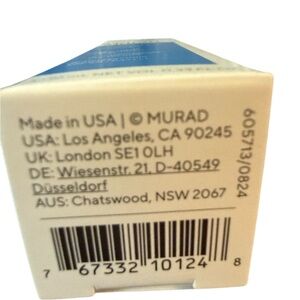 Made in USA | © MURAD
USA: Los Angeles, CA 90245
UK: London SE1 0LH
DE: Wiesenstr. 21, D-40549
Düsseldorf
AUS: Chatswood, NSW 2067
605713/0824
7 67332 10124 8